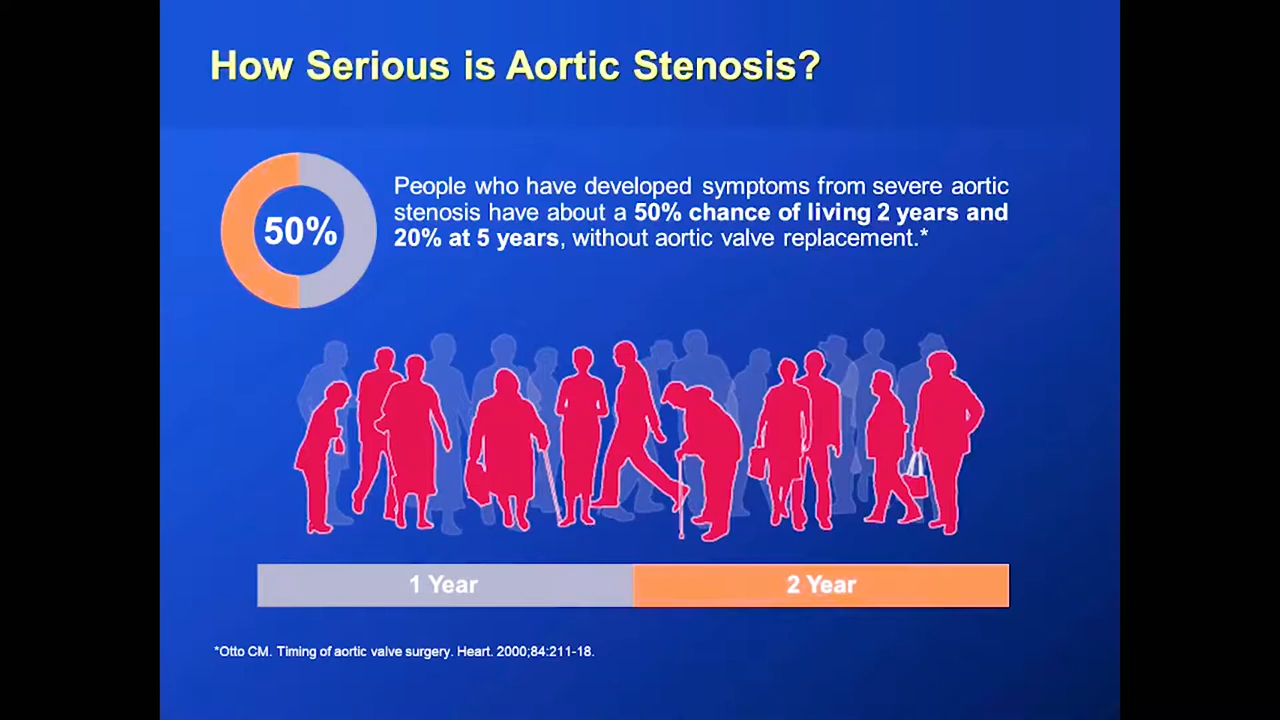 How Serious is Aortic Stenosis?
50%
People who have developed symptoms from severe aortic
stenosis have about a 50% chance of living 2 years and
20% at 5 years, without aortic valve replacement.*
1 Year
2 Year
*Otto CM. Timing of aortic valve surgery. Heart. 2000;84:211-18.